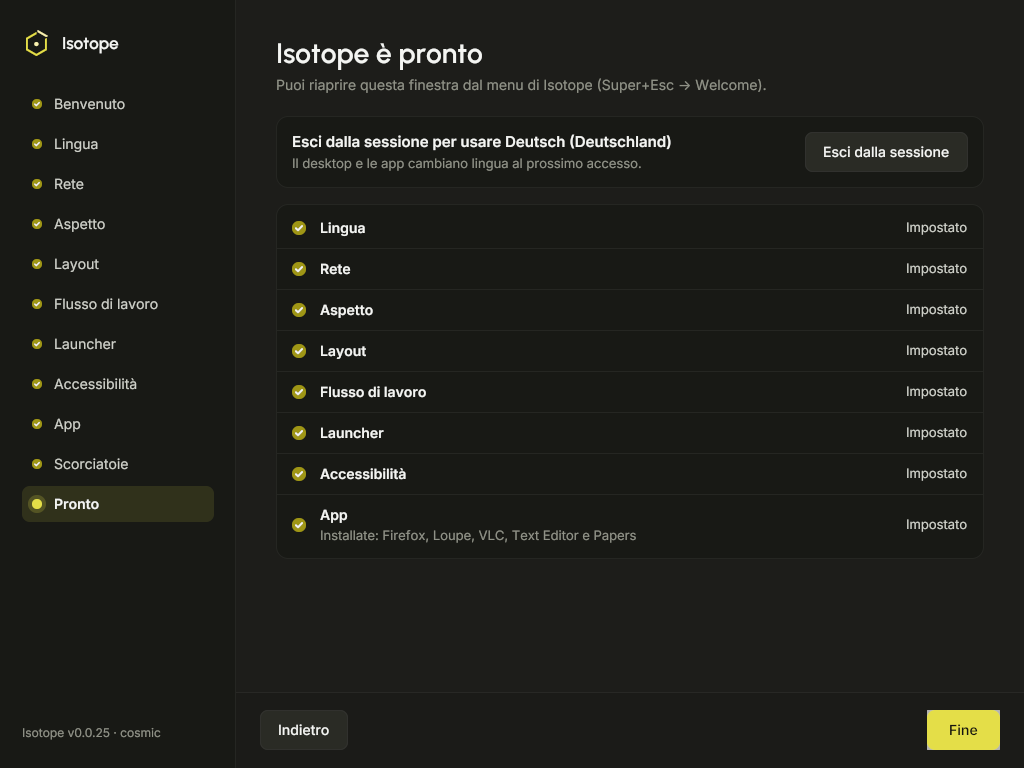 Isotope
Benvenuto
Lingua
Rete
Aspetto
Layout
Flusso di lavoro
Launcher
Accessibilità
App
Scorciatoie
Pronto
Isotope v0.0.25 · cosmic
Isotope è pronto
Puoi riaprire questa finestra dal menu di Isotope (Super+Esc → Welcome).
Esci dalla sessione per usare Deutsch (Deutschland)
Il desktop e le app cambiano lingua al prossimo accesso.
Esci dalla sessione
Lingua Impostato
Rete Impostato
Aspetto Impostato
Layout Impostato
Flusso di lavoro Impostato
Launcher Impostato
Accessibilità Impostato
App
Installate: Firefox, Loupe, VLC, Text Editor e Papers
Impostato
Indietro Fine